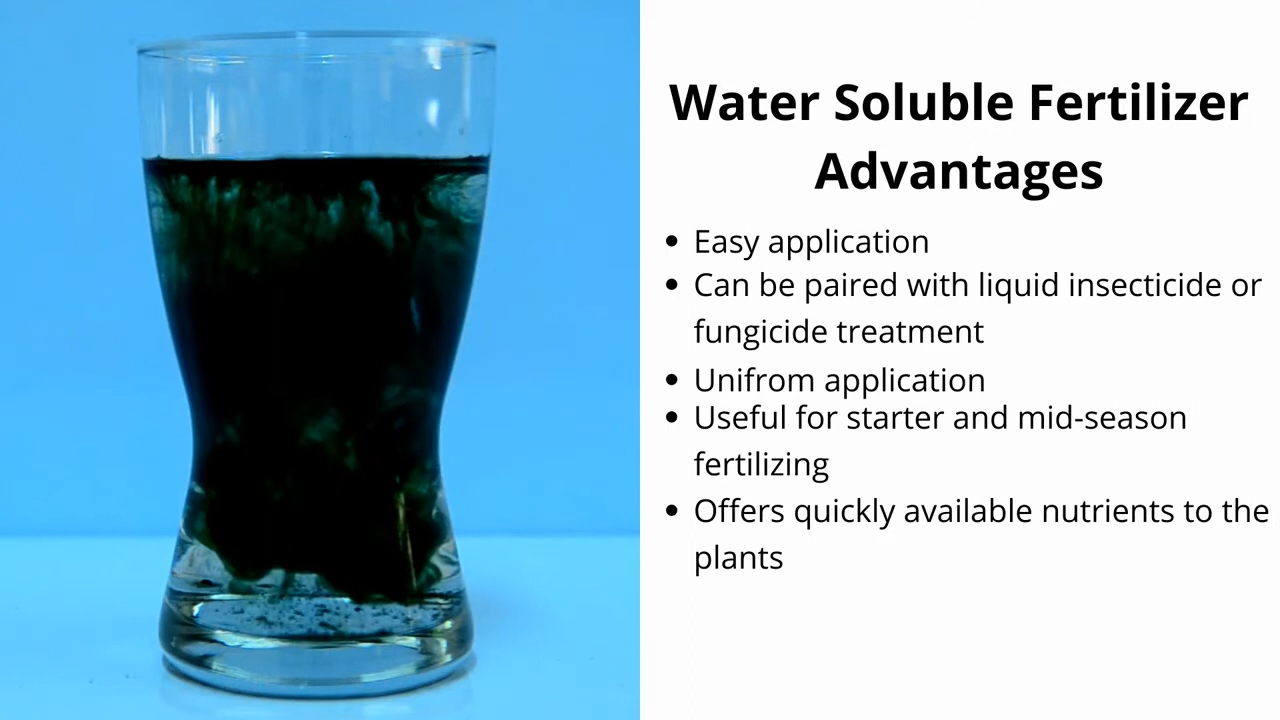 Water Soluble Fertilizer
Advantages
• Easy application
• Can be paired with liquid insecticide or
fungicide treatment
• Unifrom application
• Useful for starter and mid-season
fertilizing
• Offers quickly available nutrients to the
plants